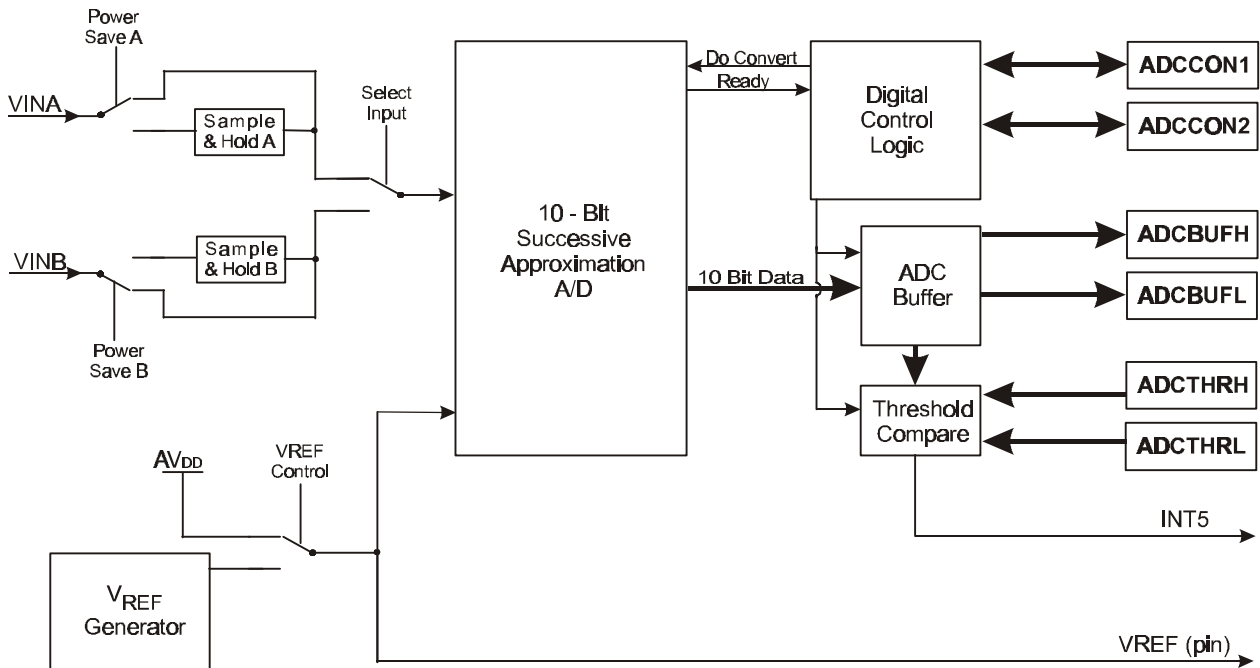 Power
Save A
VINA
Sample
& Hold A
Select
Input
VINB
Sample
& Hold B
Power
Save B
10 - BIt
Successive
Approximation
A/D
Do Convert
Ready
Digital
Control
Logic
ADCCON1
ADCCON2
10 Bit Data
ADC
Buffer
ADCBUFH
ADCBUFL
Threshold
Compare
ADCTHRH
ADCTHRL
INT5
AVDD
VREF
Control
VREF
Generator
VREF (pin)